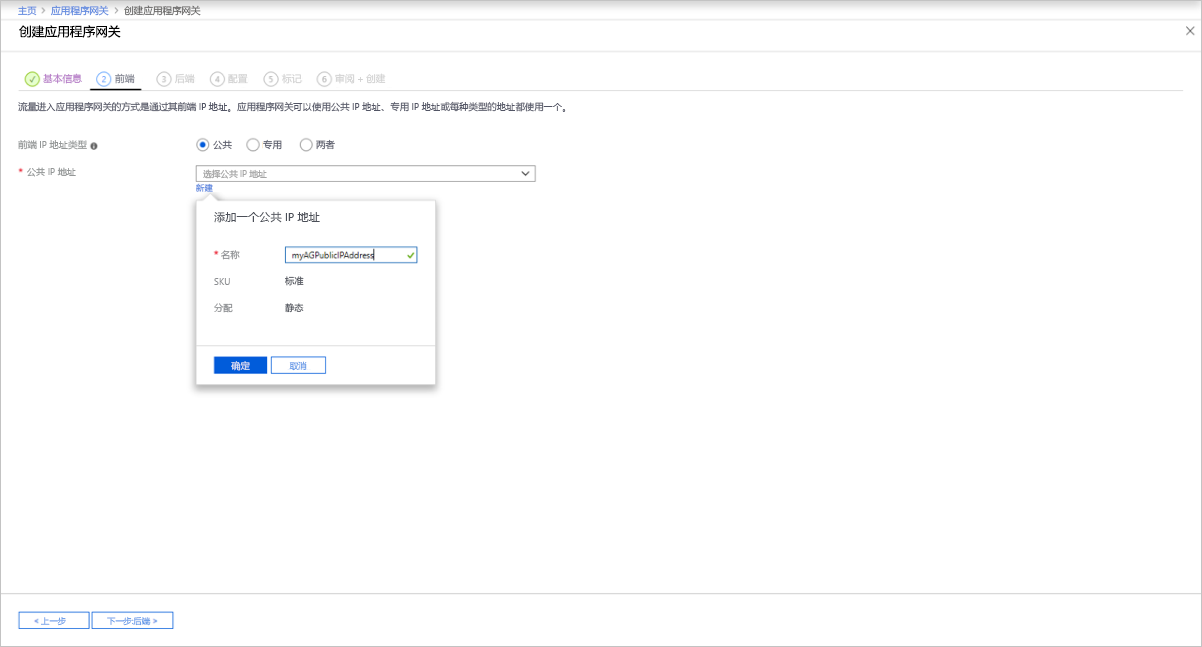 主页 > 应用程序网关 > 创建应用程序网关
创建应用程序网关
基本信息 2 前端 3 后端 4 配置 5 标记 6 审阅 + 创建
流量进入应用程序网关的方式是通过其前端 IP 地址。应用程序网关可以使用公共 IP 地址、专用 IP 地址或每种类型的地址都使用一个。
前端 IP 地址类型 公共 专用 两者
* 公共 IP 地址 选择公共 IP 地址
新建
添加一个公共 IP 地址
* 名称 myAGPublicIPAddress
SKU 标准
分配 静态
确定 取消
< 上一步 下一步:后端 >